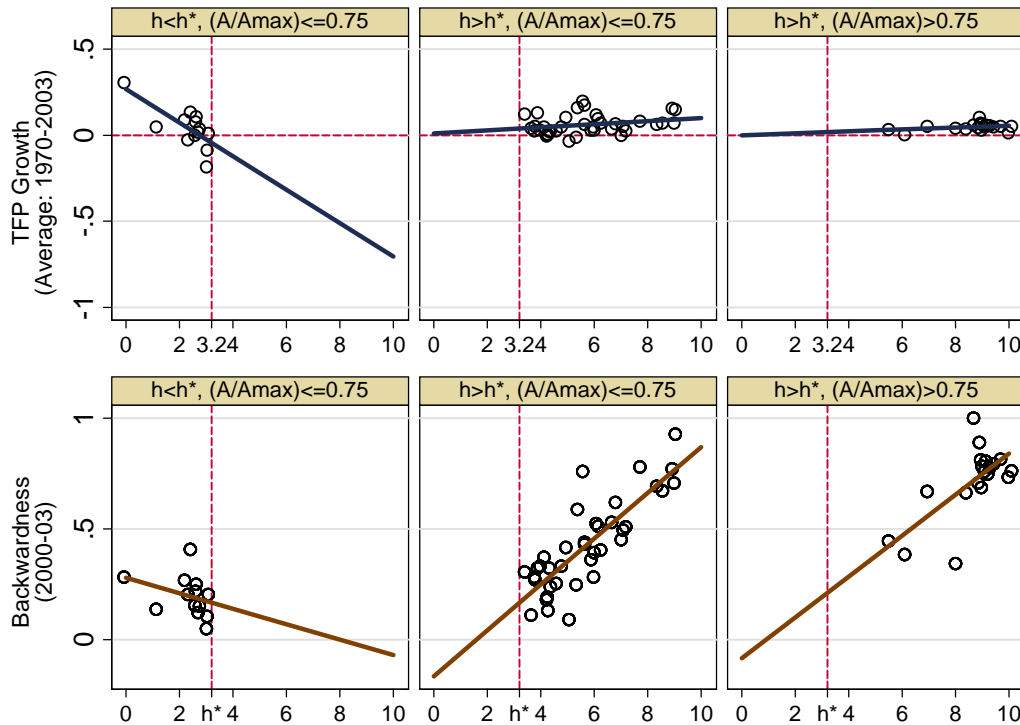 h<h*, (A/Amax)<=0.75
h>h*, (A/Amax)<=0.75
h>h*, (A/Amax)>0.75
TFP Growth
(Average: 1970-2003)
.5
0
-.5
-1
0 2 3.24 4 6 8 10
0 2 3.24 4 6 8 10
0 2 3.24 4 6 8 10
h<h*, (A/Amax)<=0.75
h>h*, (A/Amax)<=0.75
h>h*, (A/Amax)>0.75
Backwardness
(2000-03)
1
.5
0
0 2 h* 4 6 8 10
0 2 h* 4 6 8 10
0 2 h* 4 6 8 10